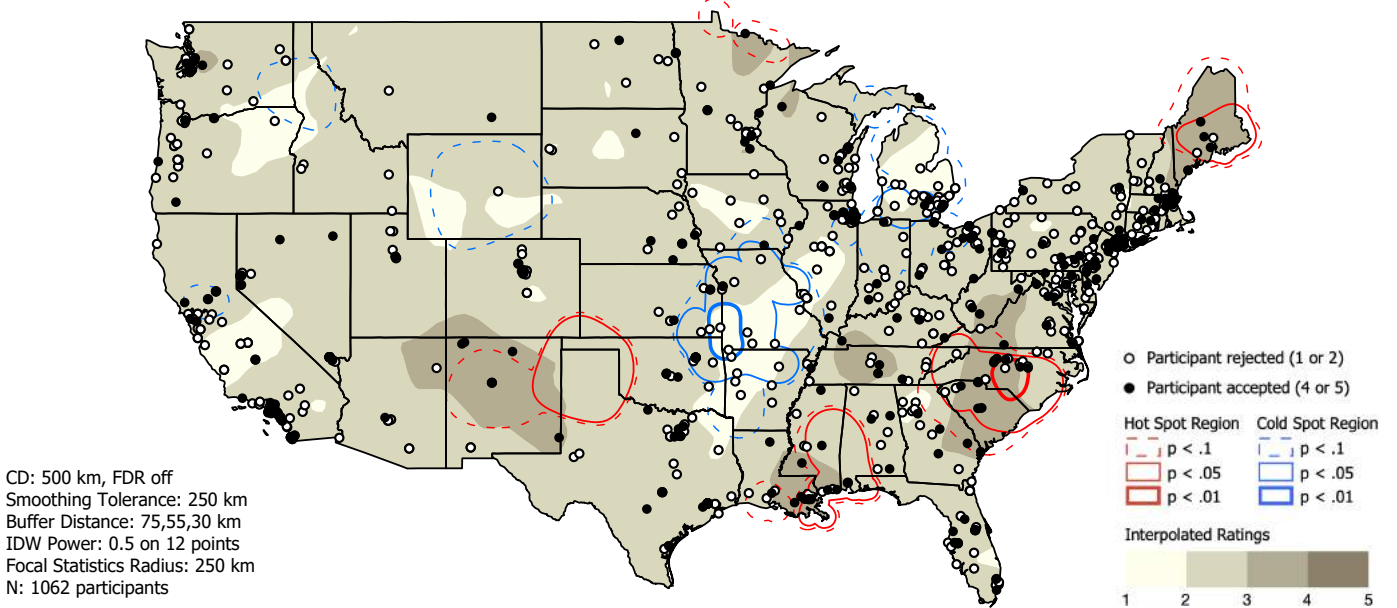 CD: 500 km, FDR off
Smoothing Tolerance: 250 km
Buffer Distance: 75,55,30 km
IDW Power: 0.5 on 12 points
Focal Statistics Radius: 250 km
N: 1062 participants
Participant rejected (1 or 2)
Participant accepted (4 or 5)
Hot Spot Region Cold Spot Region
p < .1 p < .1
p < .05 p < .05
p < .01 p < .01
Interpolated Ratings
1 2 3 4 5